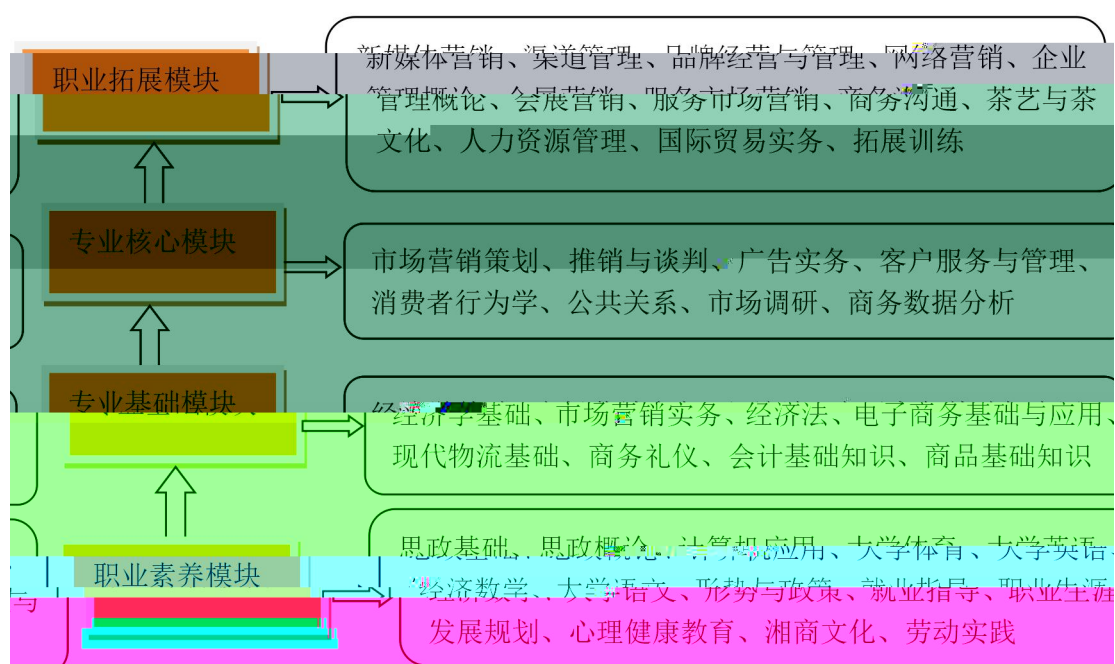 职业拓展模块
新媒体营销、渠道管理、品牌经营与管理、网络营销、企业
管理概论、会展营销、服务市场营销、商务沟通、茶艺与茶
文化、人力资源管理、国际贸易实务、拓展训练
专业核心模块
市场营销策划、推销与谈判、广告实务、客户服务与管理、
消费者行为学、公共关系、市场调研、商务数据分析
专业基础模块
经济学基础、市场营销实务、经济法、电子商务基础与应用、
现代物流基础、商务礼仪、会计基础知识、商品基础知识
职业素养模块
思政基础、思政概论、计算机应用、大学体育、大学英语、
经济数学、大学语文、形势与政策、就业指导、职业生涯
发展规划、心理健康教育、湘商文化、劳动实践
与